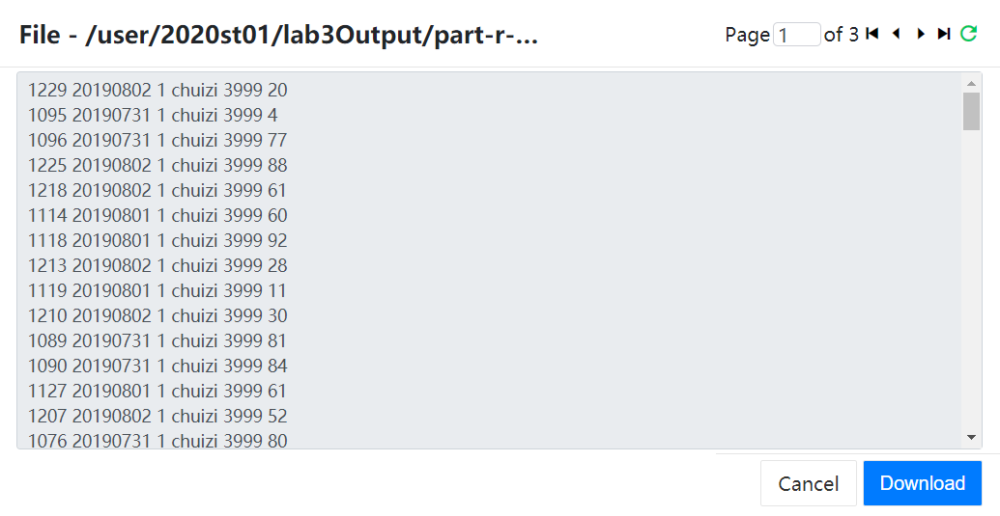 File - /user/2020st01/lab3Output/part-r-...
Page 1 of 3
1229 20190802 1 chuizi 3999 20
1095 20190731 1 chuizi 3999 4
1096 20190731 1 chuizi 3999 77
1225 20190802 1 chuizi 3999 88
1218 20190802 1 chuizi 3999 61
1114 20190801 1 chuizi 3999 60
1118 20190801 1 chuizi 3999 92
1213 20190802 1 chuizi 3999 28
1119 20190801 1 chuizi 3999 11
1210 20190802 1 chuizi 3999 30
1089 20190731 1 chuizi 3999 81
1090 20190731 1 chuizi 3999 84
1127 20190801 1 chuizi 3999 61
1207 20190802 1 chuizi 3999 52
1076 20190731 1 chuizi 3999 80
Cancel
Download